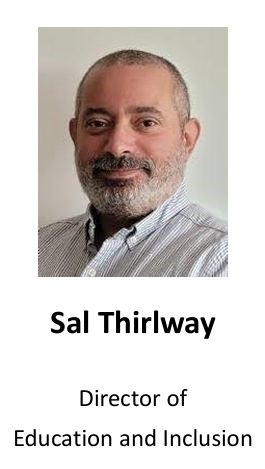 Sal Thirlway
Director of
Education and Inclusion